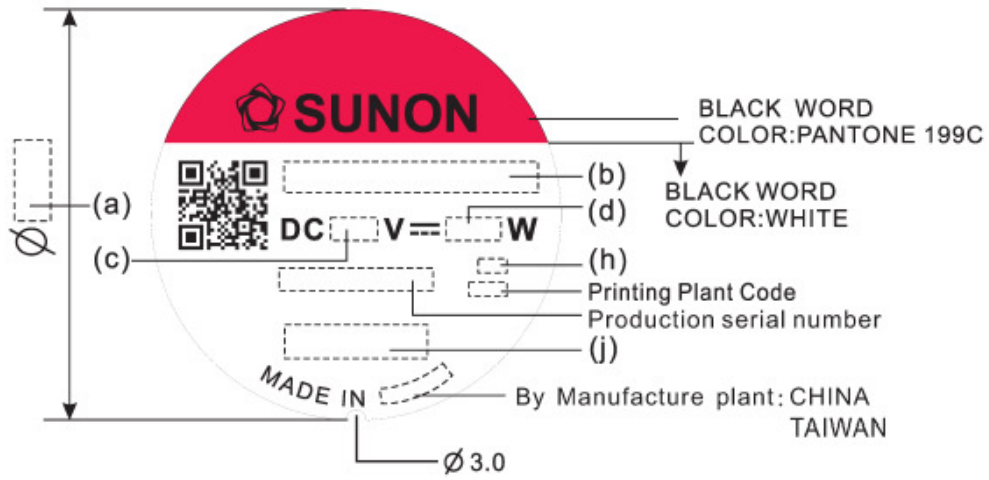 SUNON
BLACK WORD
COLOR:PANTONE 199C
BLACK WORD
COLOR:WHITE
(a)
Ø
(b)
(d)
DC V W
(c)
(h)
Printing Plant Code
Production serial number
(j)
MADE IN
By Manufacture plant: CHINA
TAIWAN
Ø 3.0